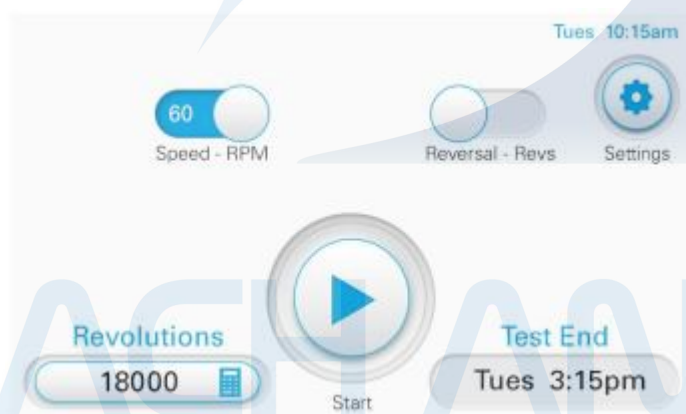 Tues 10:15am
60
Speed - RPM
Reversal - Revs
Settings
Revolutions
18000
Start
Test End
Tues 3:15pm